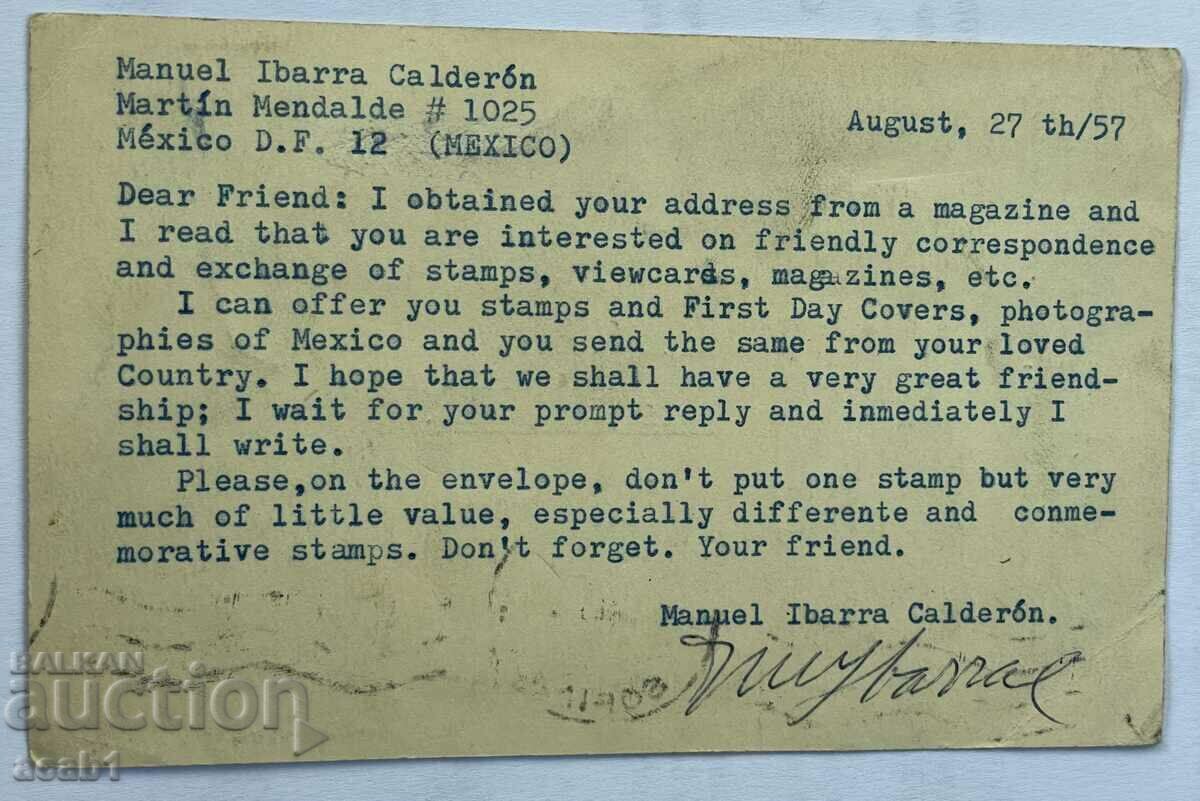 Manuel Ibarra Calderón
Martín Mendalde # 1025
México D.F. 12 (MEXICO)
August, 27 th/57
Dear Friend: I obtained your address from a magazine and
I read that you are interested on friendly correspondence
and exchange of stamps, viewcards, magazines, etc.
I can offer you stamps and First Day Covers, photogra-
phies of Mexico and you send the same from your loved
Country. I hope that we shall have a very great friend-
ship; I wait for your prompt reply and inmediately I
shall write.
Please,on the envelope, don't put one stamp but very
much of little value, especially differente and conme-
morative stamps. Don't forget. Your friend.
Manuel Ibarra Calderón.
BALKAN
auction
asab1